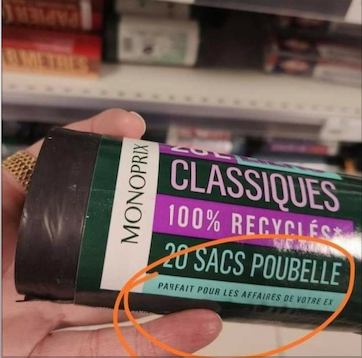 MONOPRIX
CLASSIQUES
100% RECYCLÉS*
20 SACS POUBELLE
PARFAIT POUR LES AFFAIRES DE VOTRE EX